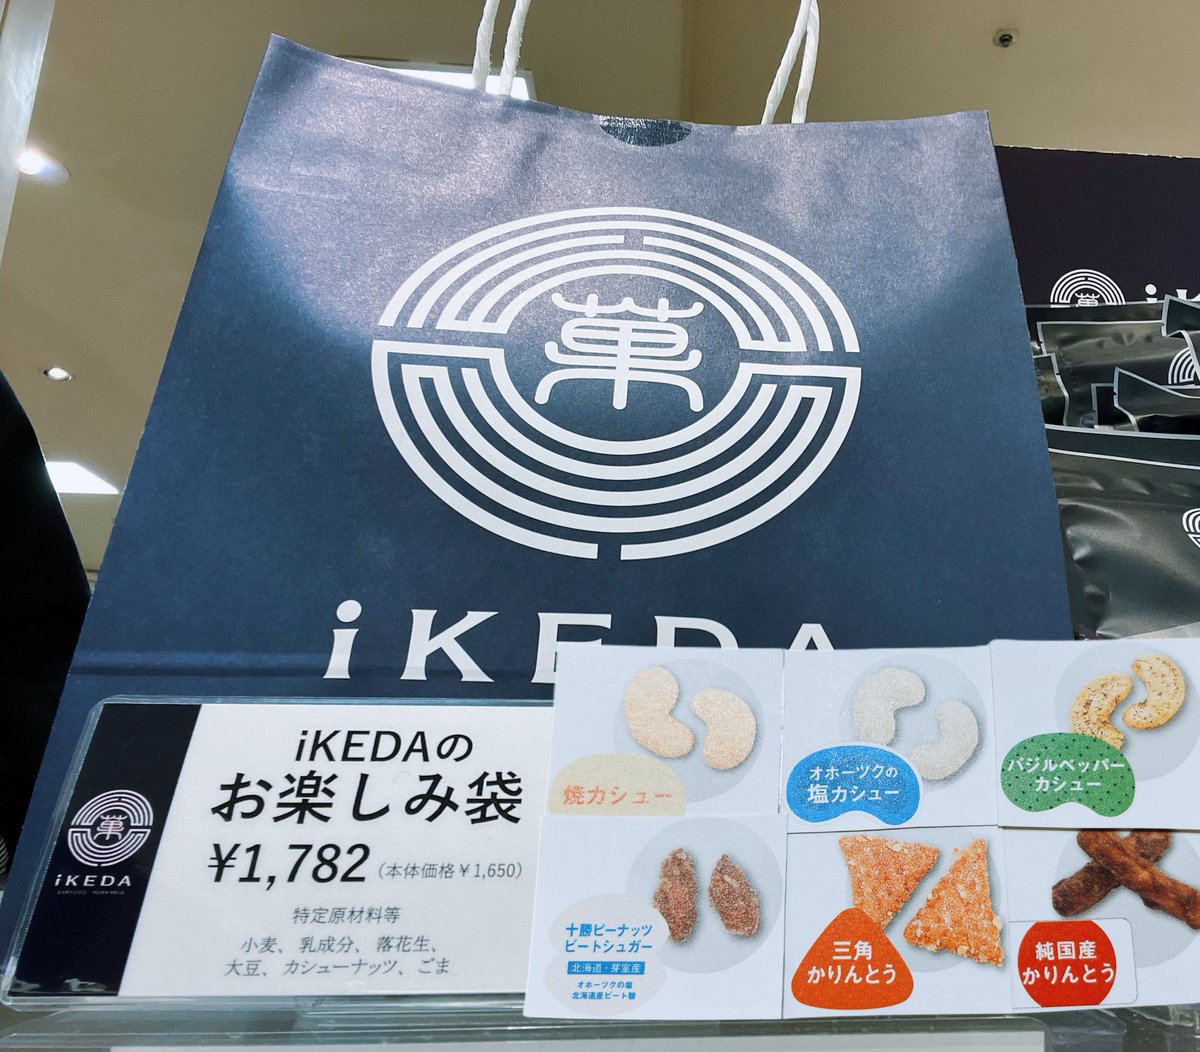 菓
iKEDA
iKEDAの
お楽しみ袋
¥1,782（本体価格￥1,650）
特定原材料等
小麦、乳成分、落花生、
大豆、カシューナッツ、ごま
菓
iKEDA
焼カシュー
オホーツクの
塩カシュー
バジルペッパー
カシュー
十勝ピーナッツ
ビートシュガー
北海道・芽室産
オホーツクの塩
北海道産ビート糖
三角
かりんとう
純国産
かりんとう
菓